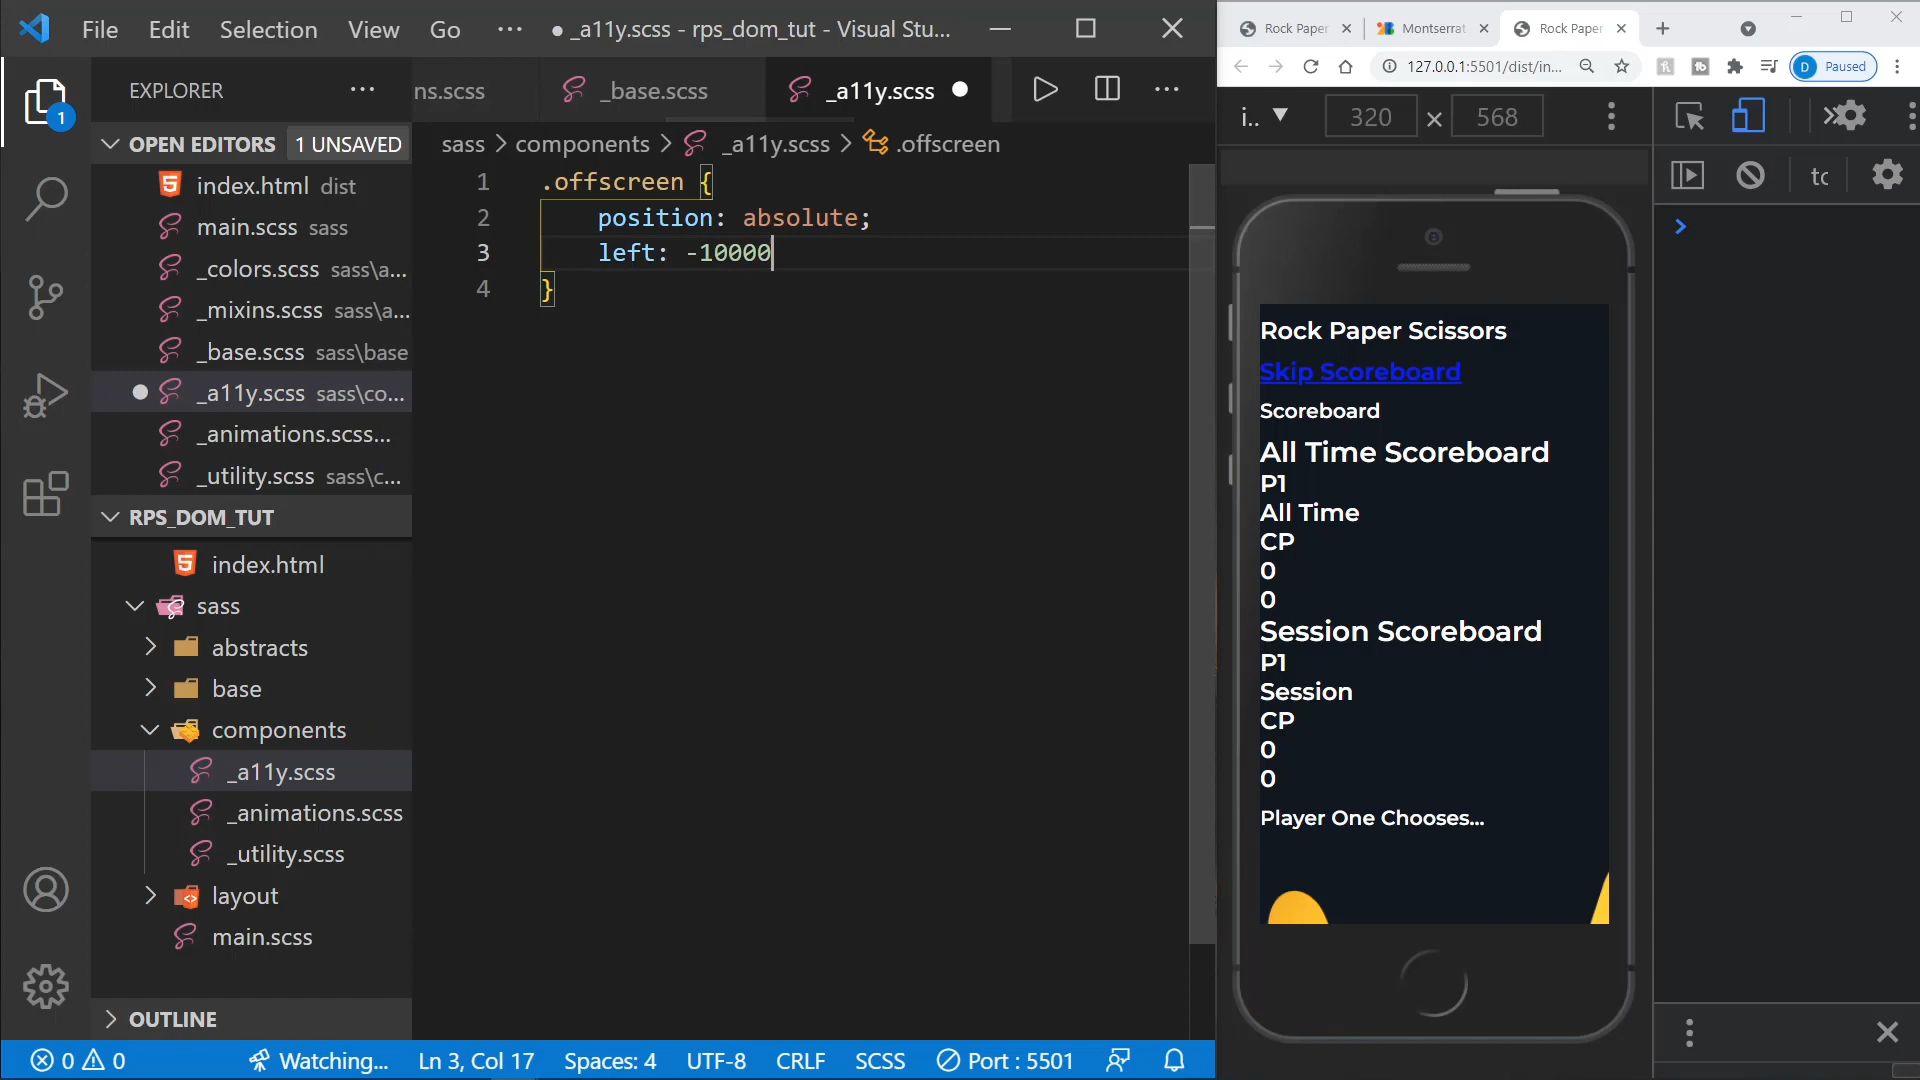 File Edit Selection View Go ··· ● _a11y.scss - rps_dom_tut - Visual Stu...
EXPLORER ···
OPEN EDITORS 1 UNSAVED
index.html dist
main.scss sass
_colors.scss sass\a...
_mixins.scss sass\a...
_base.scss sass\base
_a11y.scss sass\co...
_animations.scss...
_utility.scss sass\c...
RPS_DOM_TUT
index.html
sass
abstracts
base
components
_a11y.scss
_animations.scss
_utility.scss
layout
main.scss
OUTLINE
1
ns.scss _base.scss _a11y.scss
sass > components > _a11y.scss > .offscreen
1 .offscreen {
2 position: absolute;
3 left: -10000
4 }
0 0 Watching... Ln 3, Col 17 Spaces: 4 UTF-8 CRLF SCSS Port : 5501
Rock Paper Montserrat Rock Paper
127.0.0.1:5501/dist/in... D Paused
i.. ▼ 320 × 568
Rock Paper Scissors
Skip Scoreboard
Scoreboard
All Time Scoreboard
P1
All Time
CP
0
0
Session Scoreboard
P1
Session
CP
0
0
Player One Chooses...